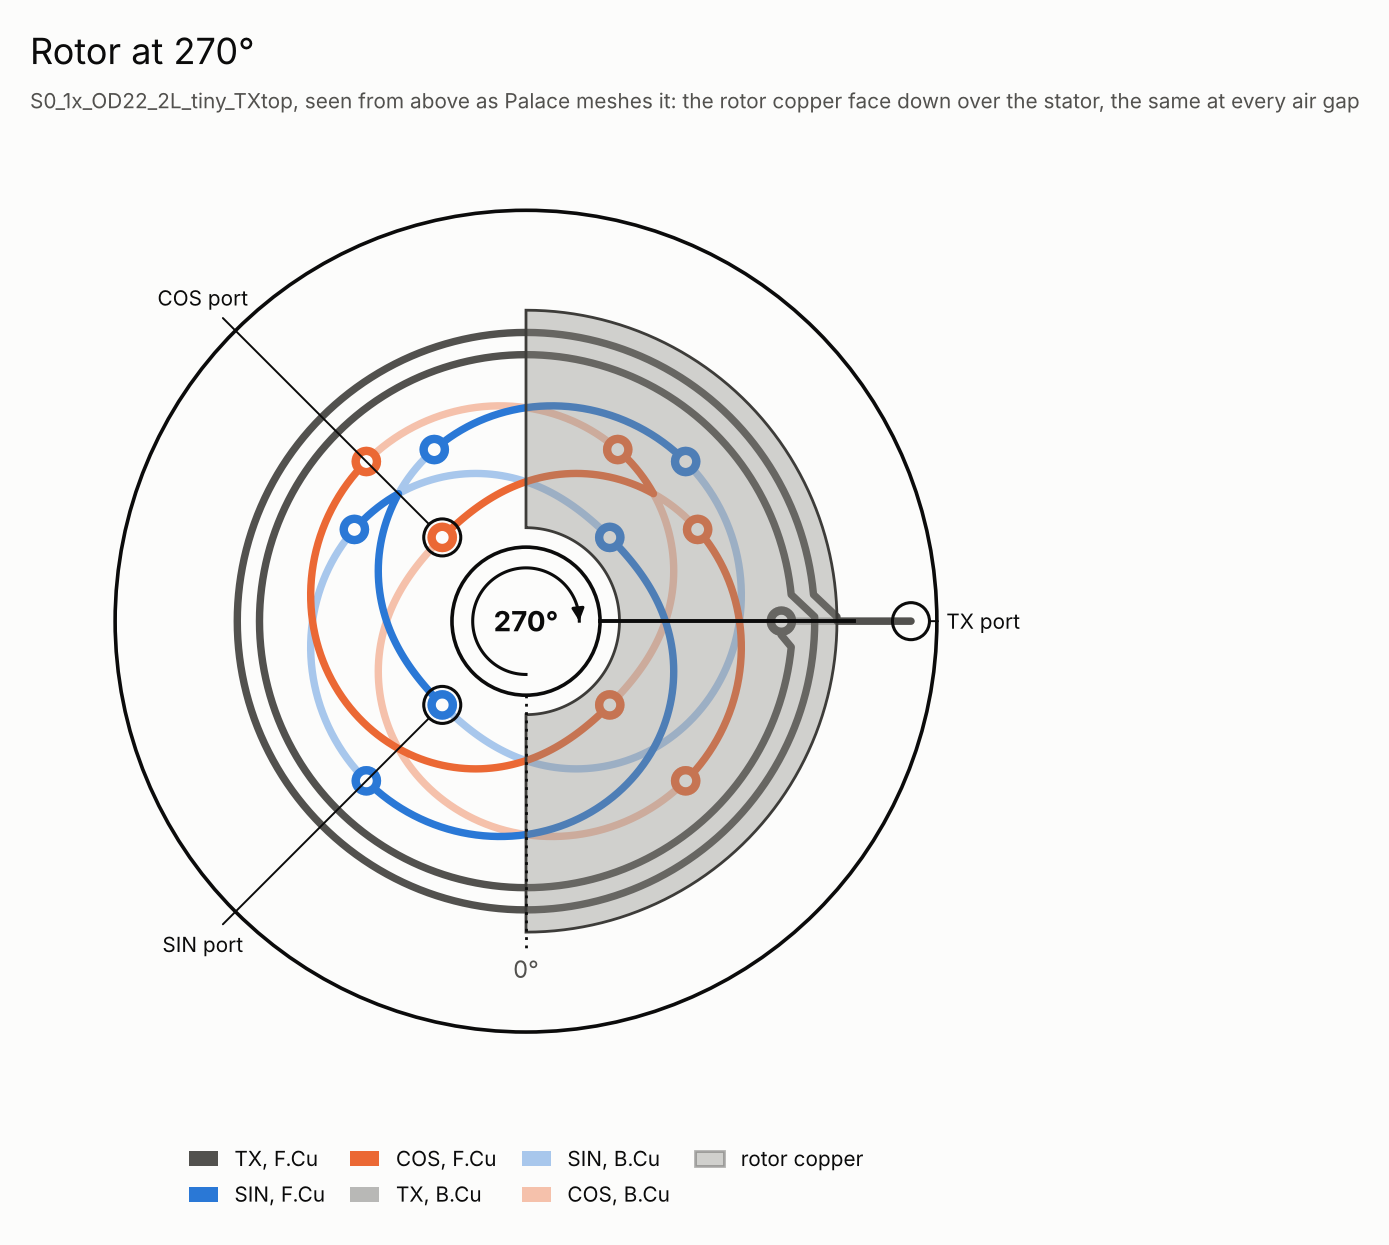 Rotor at 270°
S0_1x_OD22_2L_tiny_TXtop, seen from above as Palace meshes it: the rotor copper face down over the stator, the same at every air gap
COS port
270°
TX port
SIN port
0°
TX, F.Cu
COS, F.Cu
SIN, B.Cu
rotor copper
SIN, F.Cu
TX, B.Cu
COS, B.Cu